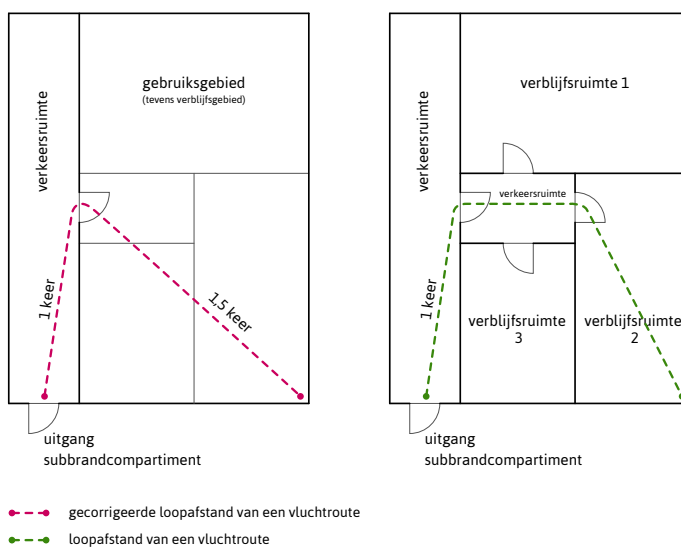 verkeersruimte
gebruiksgebied
(tevens verblijfsgebied)
1 keer
1,5 keer
uitgang
subbrandcompartiment
verkeersruimte
verblijfsruimte 1
verkeersruimte
1 keer
verblijfsruimte
3
verblijfsruimte
2
uitgang
subbrandcompartiment
gecorrigeerde loopafstand van een vluchtroute
loopafstand van een vluchtroute